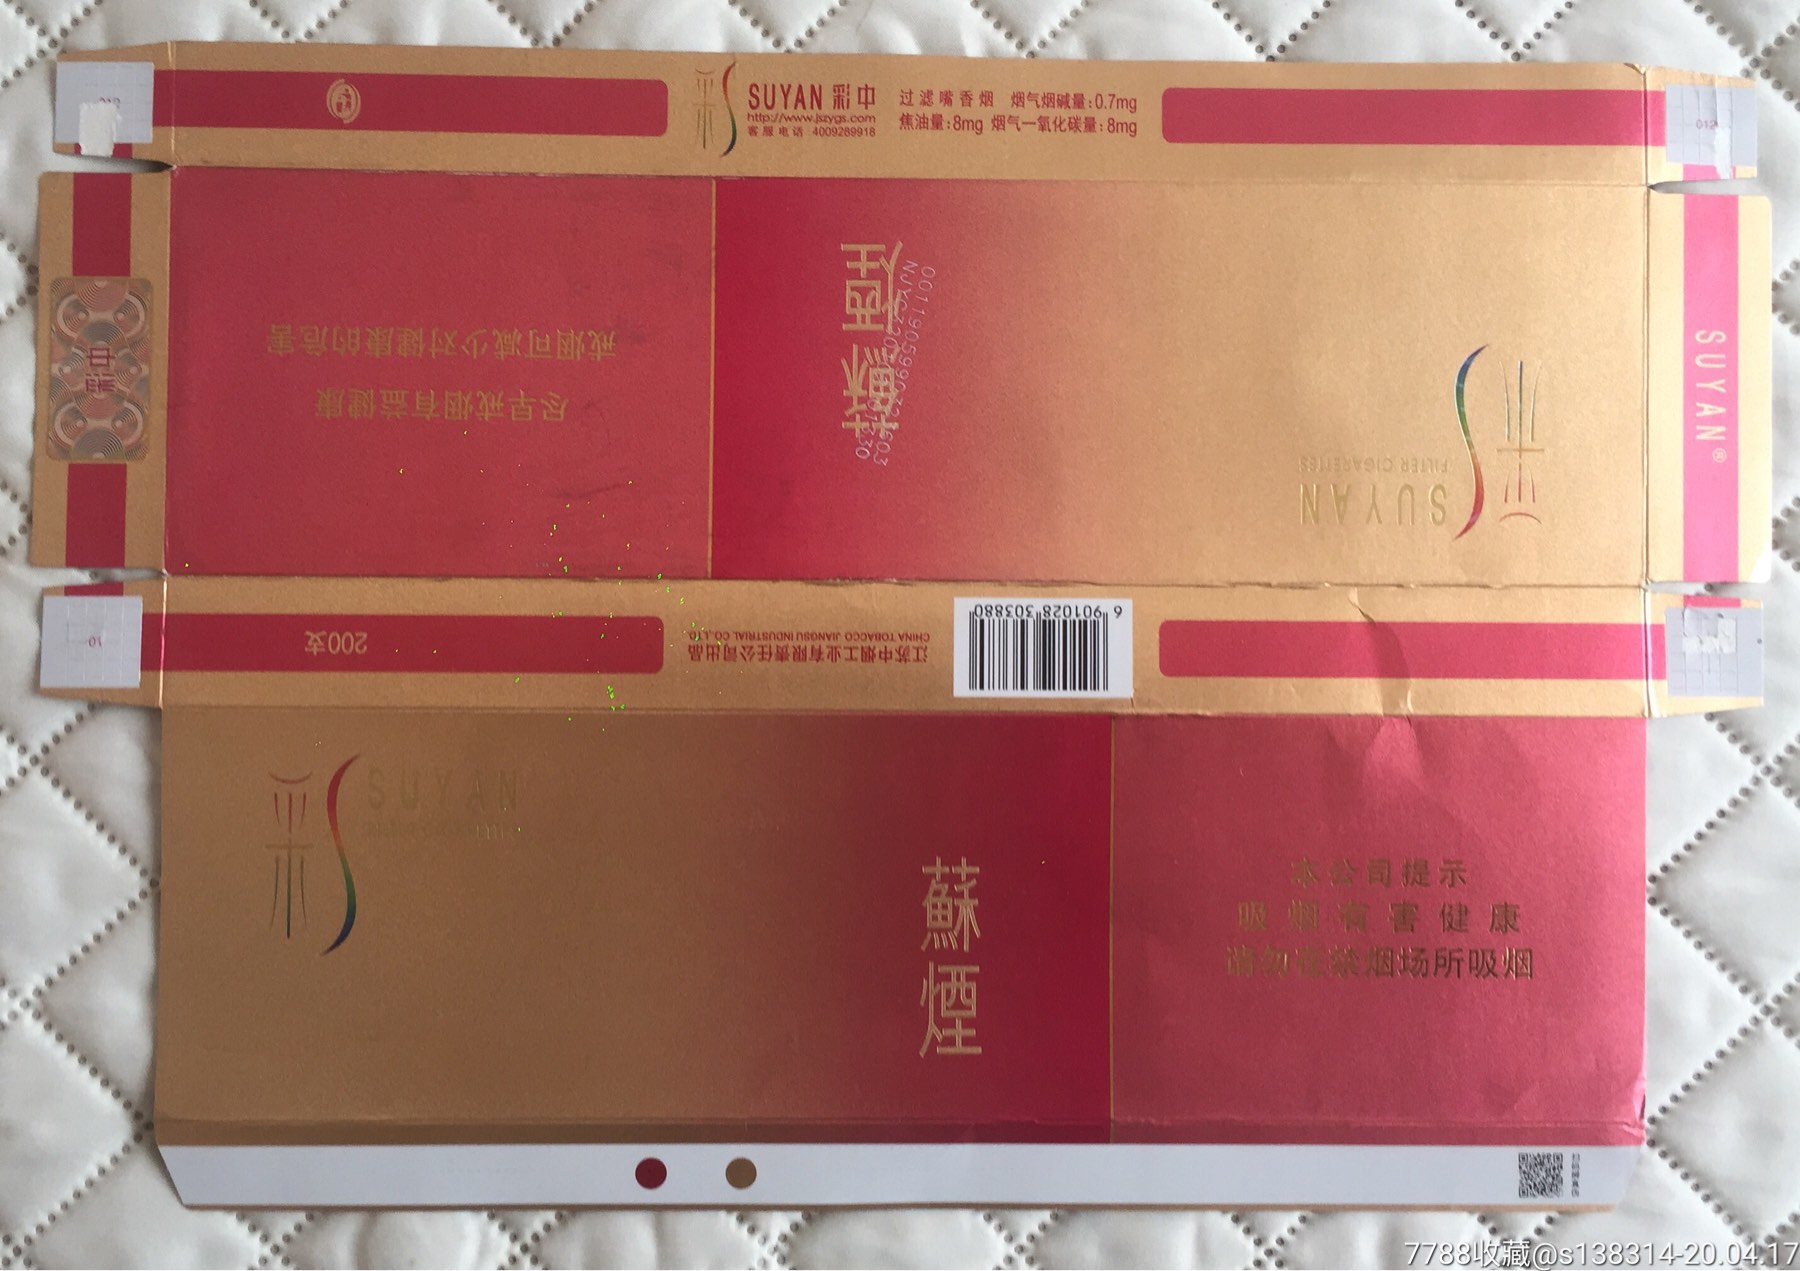 SUYAN 彩中
http://www.jszygs.com
客服电话：4009289918
过滤嘴香烟 烟气烟碱量:0.7mg
焦油量:8mg 烟气一氧化碳量:8mg
戒烟可减少对健康的危害
尽早戒烟有益健康
蘇煙
彩
SUYAN
FILTER CIGARETTES
SUYAN®
彩中
200支
江苏中烟工业有限责任公司出品
CHINA TOBACCO JIANGSU INDUSTRIAL CO.,LTD.
6 901028 303880
彩
SUYAN
蘇煙
本公司提示
吸烟有害健康
请勿在禁烟场所吸烟
7788收藏@s138314-20.04.17